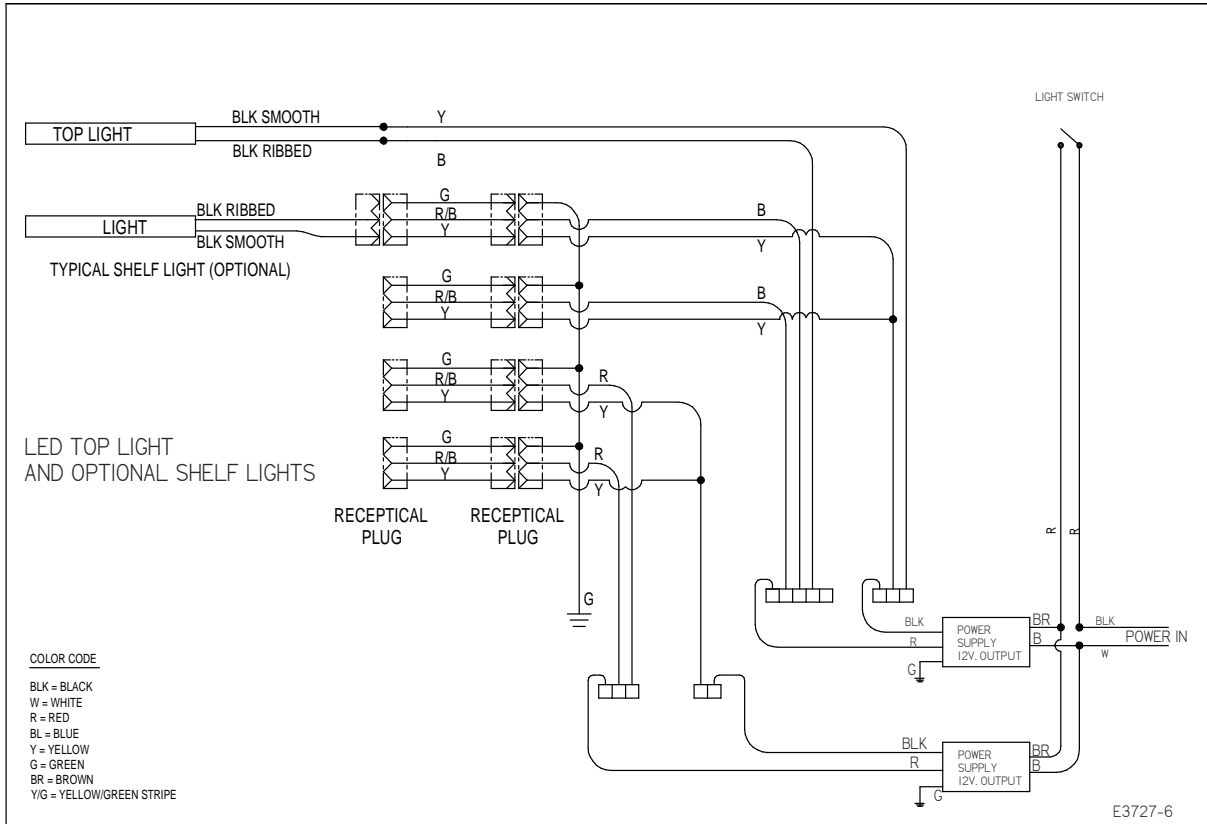 LIGHT SWITCH
BLK SMOOTH Y
TOP LIGHT
BLK RIBBED
B
G
BLK RIBBED R/B B
LIGHT Y
BLK SMOOTH Y
TYPICAL SHELF LIGHT (OPTIONAL)
G
R/B B
Y Y
G
R/B R
Y Y
LED TOP LIGHT
AND OPTIONAL SHELF LIGHTS
G
R/B R
Y Y
RECEPTICAL
PLUG
RECEPTICAL
PLUG
R R
G
BLK POWER
SUPPLY
12V. OUTPUT
R
G
BR BLK
B POWER IN
W
COLOR CODE
BLK = BLACK
W = WHITE
R = RED
BL = BLUE
Y = YELLOW
G = GREEN
BR = BROWN
Y/G = YELLOW/GREEN STRIPE
BLK POWER
SUPPLY
12V. OUTPUT
R
G
BR
B
E3727-6